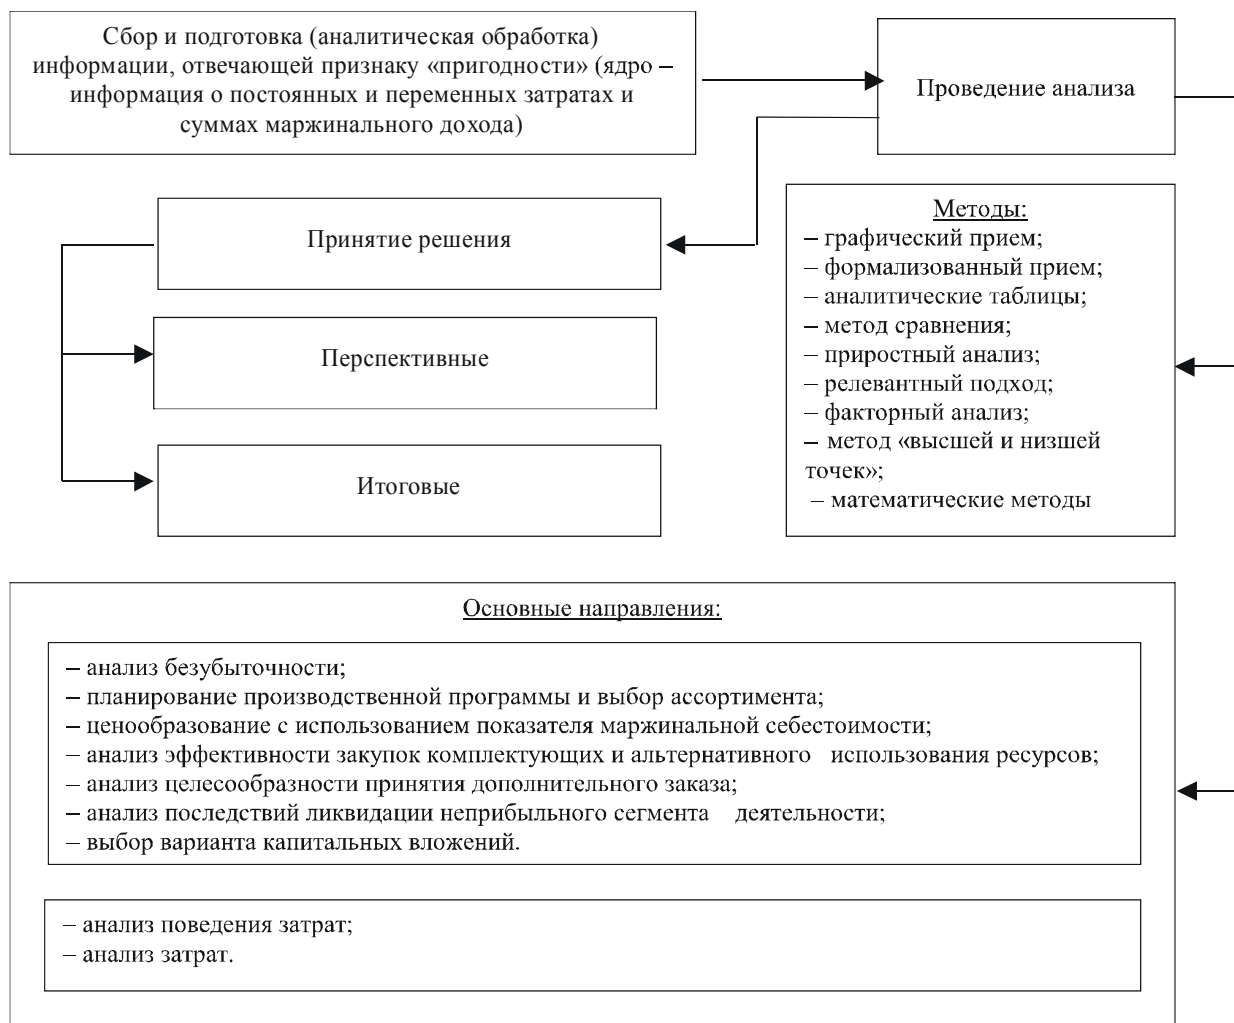 Сбор и подготовка (аналитическая обработка)
информации, отвечающей признаку «пригодности» (ядро –
информация о постоянных и переменных затратах и
суммах маржинального дохода)
Проведение анализа
Принятие решения
Перспективные
Итоговые
Методы:
– графический прием;
– формализованный прием;
– аналитические таблицы;
– метод сравнения;
– приростный анализ;
– релевантный подход;
– факторный анализ;
– метод «высшей и низшей
точек»;
– математические методы
Основные направления:
– анализ безубыточности;
– планирование производственной программы и выбор ассортимента;
– ценообразование с использованием показателя маржинальной себестоимости;
– анализ эффективности закупок комплектующих и альтернативного использования ресурсов;
– анализ целесообразности принятия дополнительного заказа;
– анализ последствий ликвидации неприбыльного сегмента деятельности;
– выбор варианта капитальных вложений.
– анализ поведения затрат;
– анализ затрат.